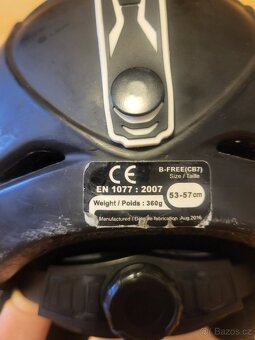 CE
B-FREE(CB7)
Size / Taille
EN 1077 : 2007
53-57cm
Weight / Poids : 360g
Manufactured / Date de fabrication :Aug.2016
Bazos.cz